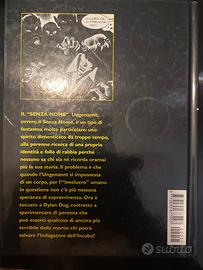 IL "SENZA NOME" Ungenannt,
ovvero il Senza Nome, è un tipo di
fantasma molto particolare: uno
spirito dimenticato da troppo tempo,
alla perenne ricerca di una propria
identità e folle di rabbia perché
nessuno sa chi sia né ricorda oramai
più la sua storia. Il problema è che
quando l'Ungenannt si impossessa
di un corpo, per l'"involucro" umano
in questione non c'è più nessuna
speranza di sopravvivenza. Ora è
toccato a Dylan Dog, costretto a
sperimentare di persona che
può esserci qualcosa di ancora più
terribile della morte: chi potrà
salvare l'Indagatore dell'Incubo?
subito